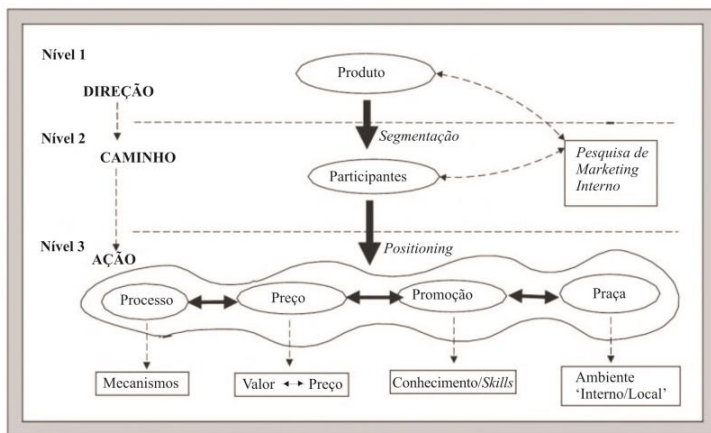 Nível 1
Produto
DIREÇÃO
Segmentação
Nível 2
CAMINHO
Pesquisa de
Marketing
Interno
Participantes
Nível 3
Positioning
AÇÃO
Processo
Preço
Promoção
Praça
Mecanismos
Valor ↔ Preço
Conhecimento/Skills
Ambiente
‘Interno/Local’